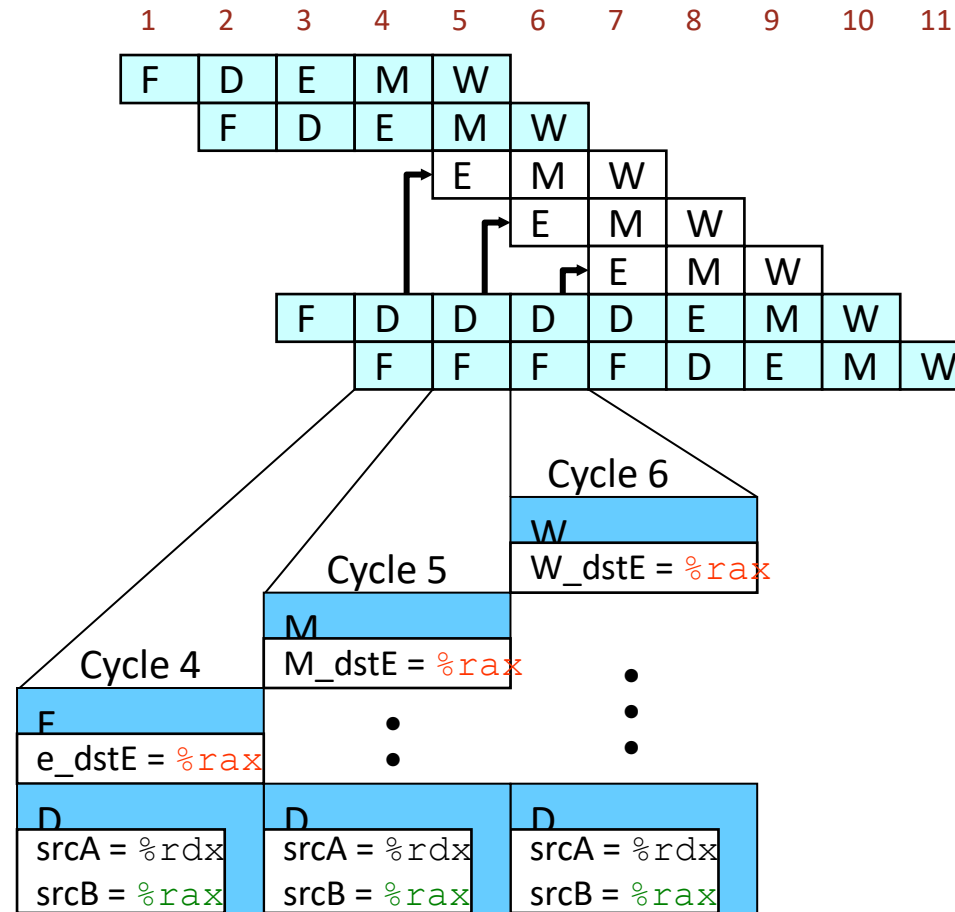 1 2 3 4 5 6 7 8 9 10 11
F D E M W
F D E M W
E M W
E M W
E M W
F D D D D E M W
F F F F D E M W
Cycle 6
W
W_dstE = %rax
Cycle 5
M
M_dstE = %rax
Cycle 4
E
e_dstE = %rax
D D D
srcA = %rdx srcA = %rdx srcA = %rdx
srcB = %rax srcB = %rax srcB = %rax